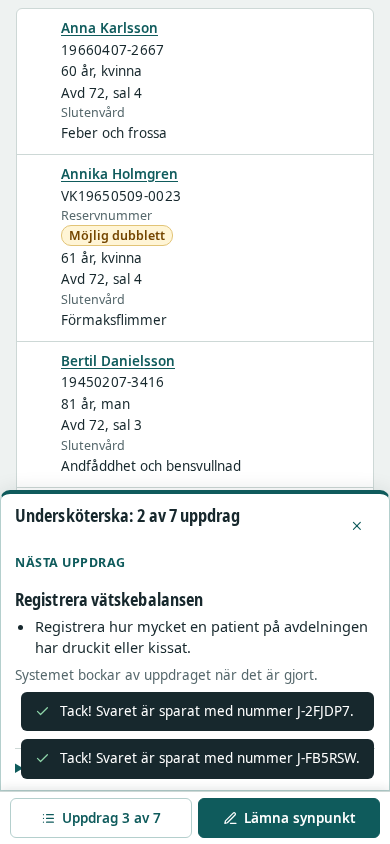 Anna Karlsson
19660407-2667
60 år, kvinna
Avd 72, sal 4
Slutenvård
Feber och frossa
Annika Holmgren
VK19650509-0023
Reservnummer
Möjlig dubblett
61 år, kvinna
Avd 72, sal 4
Slutenvård
Förmaksflimmer
Bertil Danielsson
19450207-3416
81 år, man
Avd 72, sal 3
Slutenvård
Andfåddhet och bensvullnad
Undersköterska: 2 av 7 uppdrag
NÄSTA UPPDRAG
Registrera vätskebalansen
• Registrera hur mycket en patient på avdelningen
har druckit eller kissat.
Systemet bockar av uppdraget när det är gjort.
Tack! Svaret är sparat med nummer J-2FJDP7.
Tack! Svaret är sparat med nummer J-FB5RSW.
Uppdrag 3 av 7
Lämna synpunkt